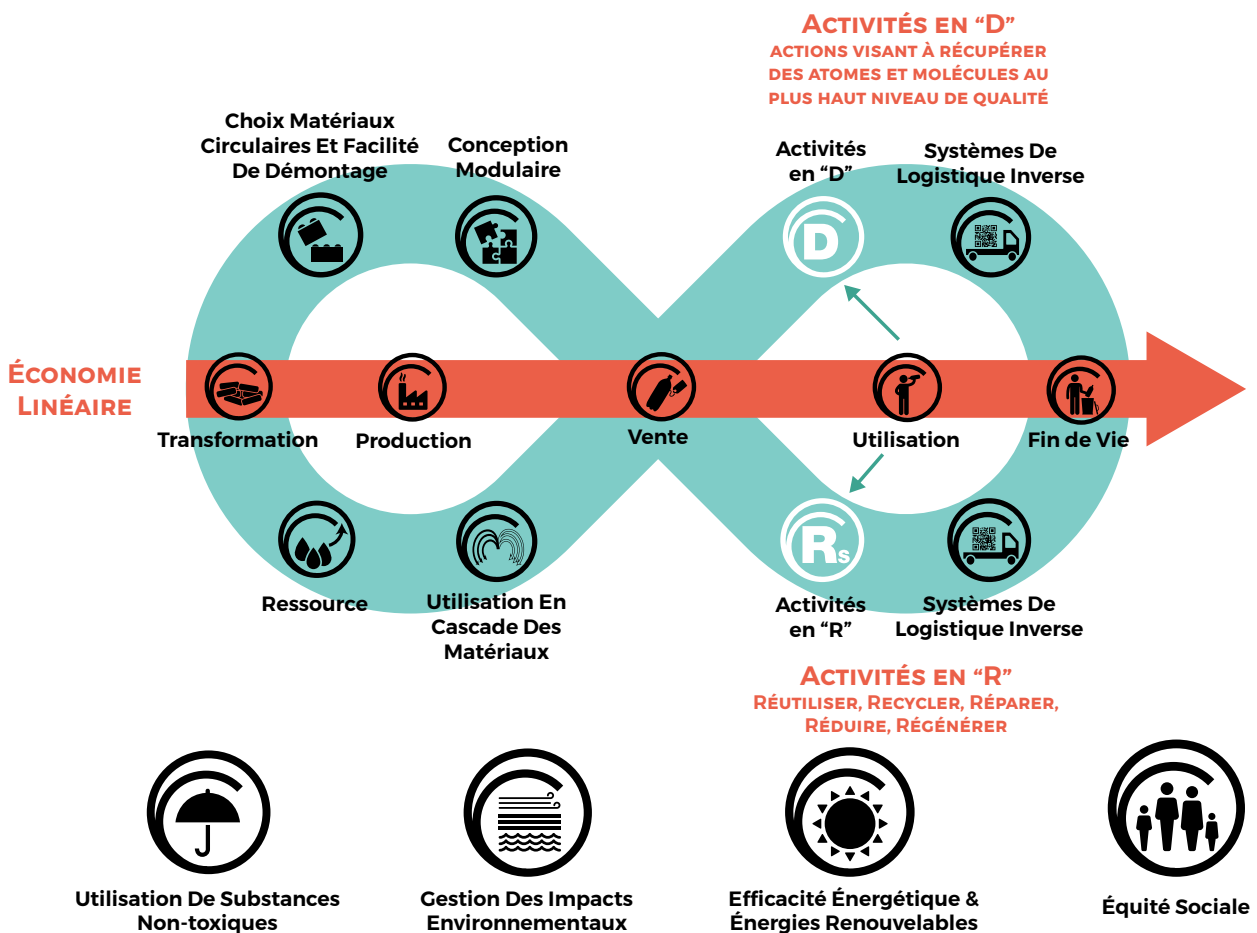 ACTIVITÉS EN “D”
ACTIONS VISANT À RÉCUPÉRER
DES ATOMES ET MOLÉCULES AU
PLUS HAUT NIVEAU DE QUALITÉ
Choix Matériaux
Circulaires Et Facilité
De Démontage
Conception
Modulaire
Activités
en “D”
Systèmes De
Logistique Inverse
D
ÉCONOMIE
LINÉAIRE
Transformation
Production
Vente
Utilisation
Fin de Vie
Rs
Ressource
Utilisation En
Cascade Des
Matériaux
Activités
en “R”
Systèmes De
Logistique Inverse
ACTIVITÉS EN “R”
RÉUTILISER, RECYCLER, RÉPARER,
RÉDUIRE, RÉGÉNÉRER
Utilisation De Substances
Non-toxiques
Gestion Des Impacts
Environnementaux
Efficacité Énergétique &
Énergies Renouvelables
Équité Sociale